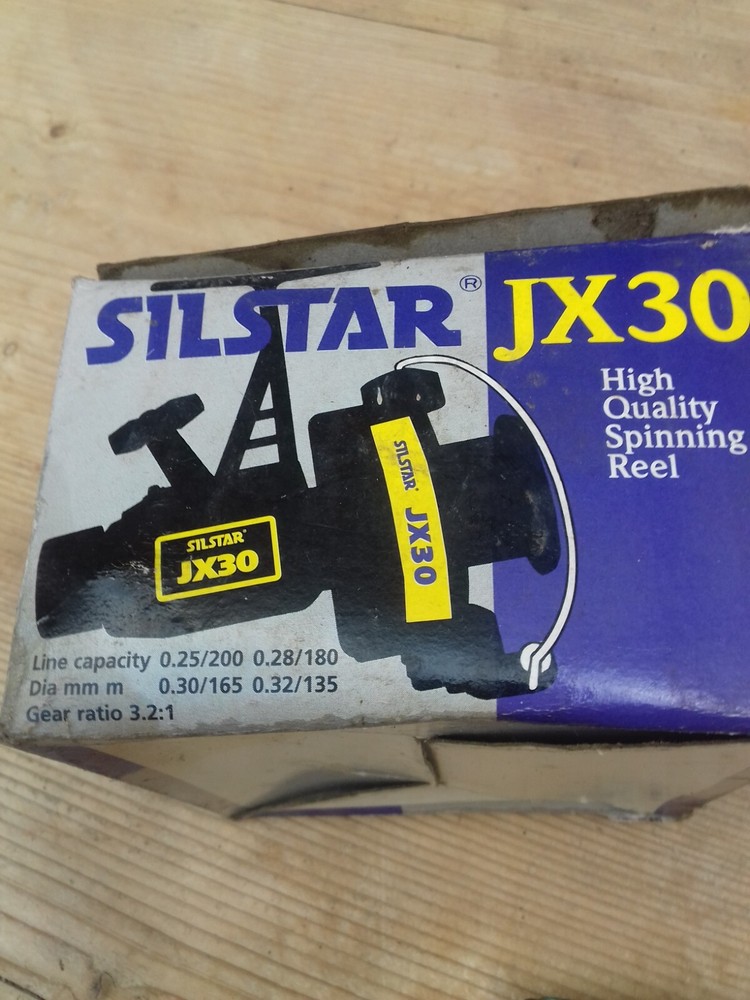 SILSTAR®
JX30
High
Quality
Spinning
Reel
SILSTAR®
JX30
SILSTAR® JX30
Line capacity 0.25/200 0.28/180
Dia mm m 0.30/165 0.32/135
Gear ratio 3.2:1